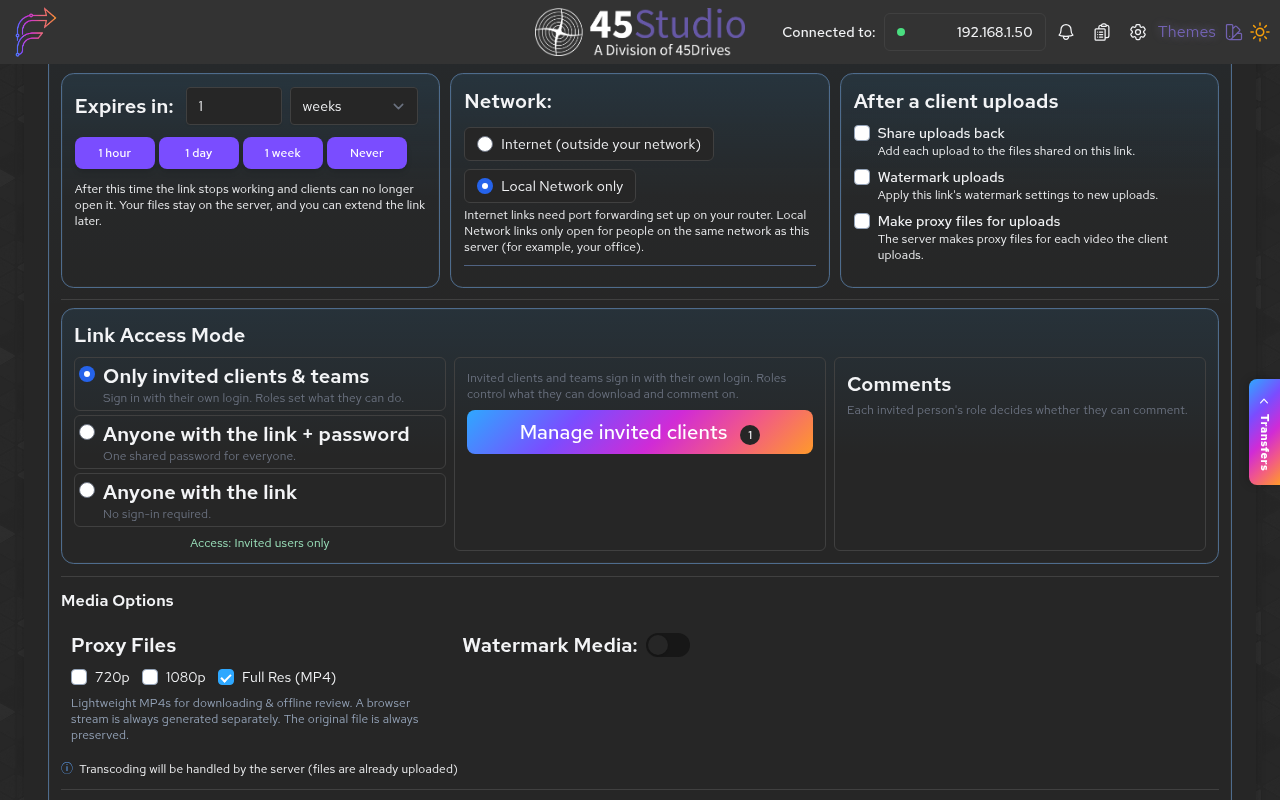 45Studio
A Division of 45Drives
Connected to:
192.168.1.50
Themes
Expires in:
1
weeks
1 hour
1 day
1 week
Never
After this time the link stops working and clients can no longer
open it. Your files stay on the server, and you can extend the link
later.
Network:
Internet (outside your network)
Local Network only
Internet links need port forwarding set up on your router. Local
Network links only open for people on the same network as this
server (for example, your office).
After a client uploads
Share uploads back
Add each upload to the files shared on this link.
Watermark uploads
Apply this link's watermark settings to new uploads.
Make proxy files for uploads
The server makes proxy files for each video the client
uploads.
Link Access Mode
Only invited clients & teams
Sign in with their own login. Roles set what they can do.
Anyone with the link + password
One shared password for everyone.
Anyone with the link
No sign-in required.
Access: Invited users only
Invited clients and teams sign in with their own login. Roles
control what they can download and comment on.
Manage invited clients 1
Comments
Each invited person's role decides whether they can comment.
Transfers
Media Options
Proxy Files
720p
1080p
Full Res (MP4)
Lightweight MP4s for downloading & offline review. A browser
stream is always generated separately. The original file is always
preserved.
Watermark Media:
Transcoding will be handled by the server (files are already uploaded)